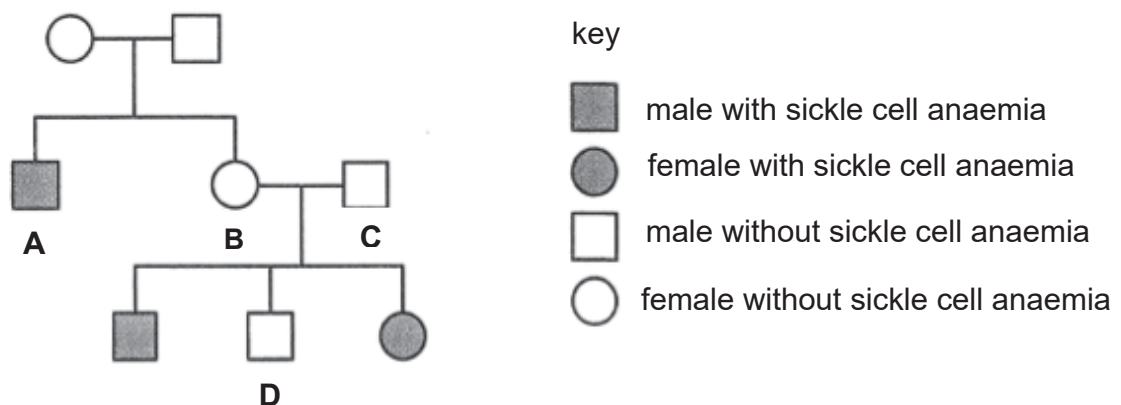 key
male with sickle cell anaemia
female with sickle cell anaemia
male without sickle cell anaemia
female without sickle cell anaemia
A
B
C
D